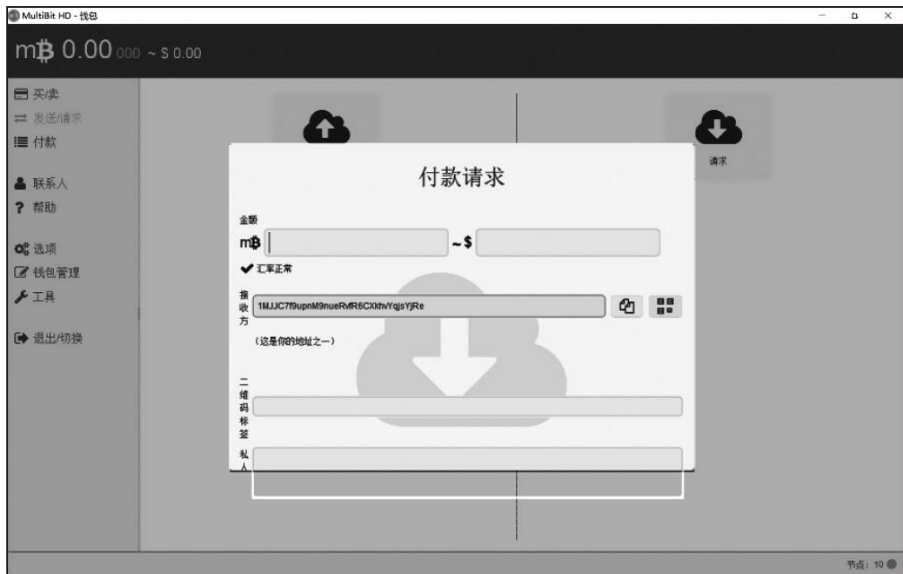 MultiBit HD - 钱包
mB 0.00 000 ~ $ 0.00
买/卖
发送/请求
付款
联系人
? 帮助
选项
钱包管理
工具
退出/切换
请求
付款请求
金额
mB ~ $
汇率正常
接收方
(这是你的地址之一)
二维码标签
私人
节点: 10